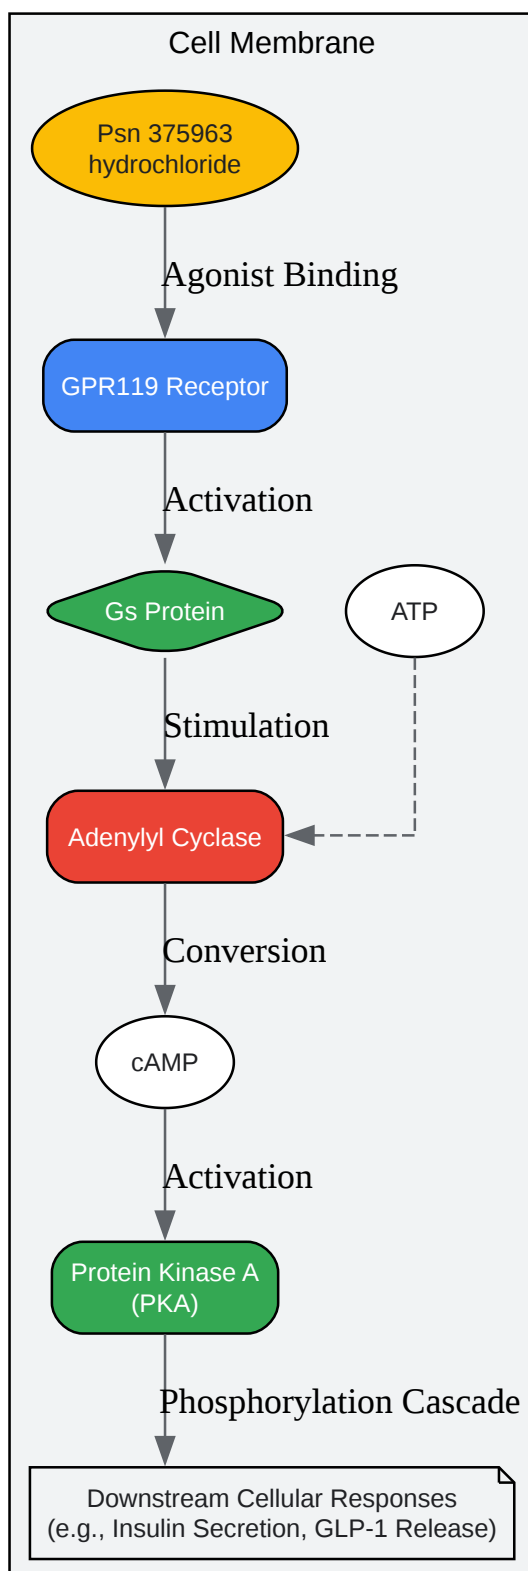 Cell Membrane
Psn 375963
hydrochloride
Agonist Binding
GPR119 Receptor
Activation
Gs Protein
ATP
Stimulation
Adenylyl Cyclase
Conversion
cAMP
Activation
Protein Kinase A
(PKA)
Phosphorylation Cascade
Downstream Cellular Responses
(e.g., Insulin Secretion, GLP-1 Release)